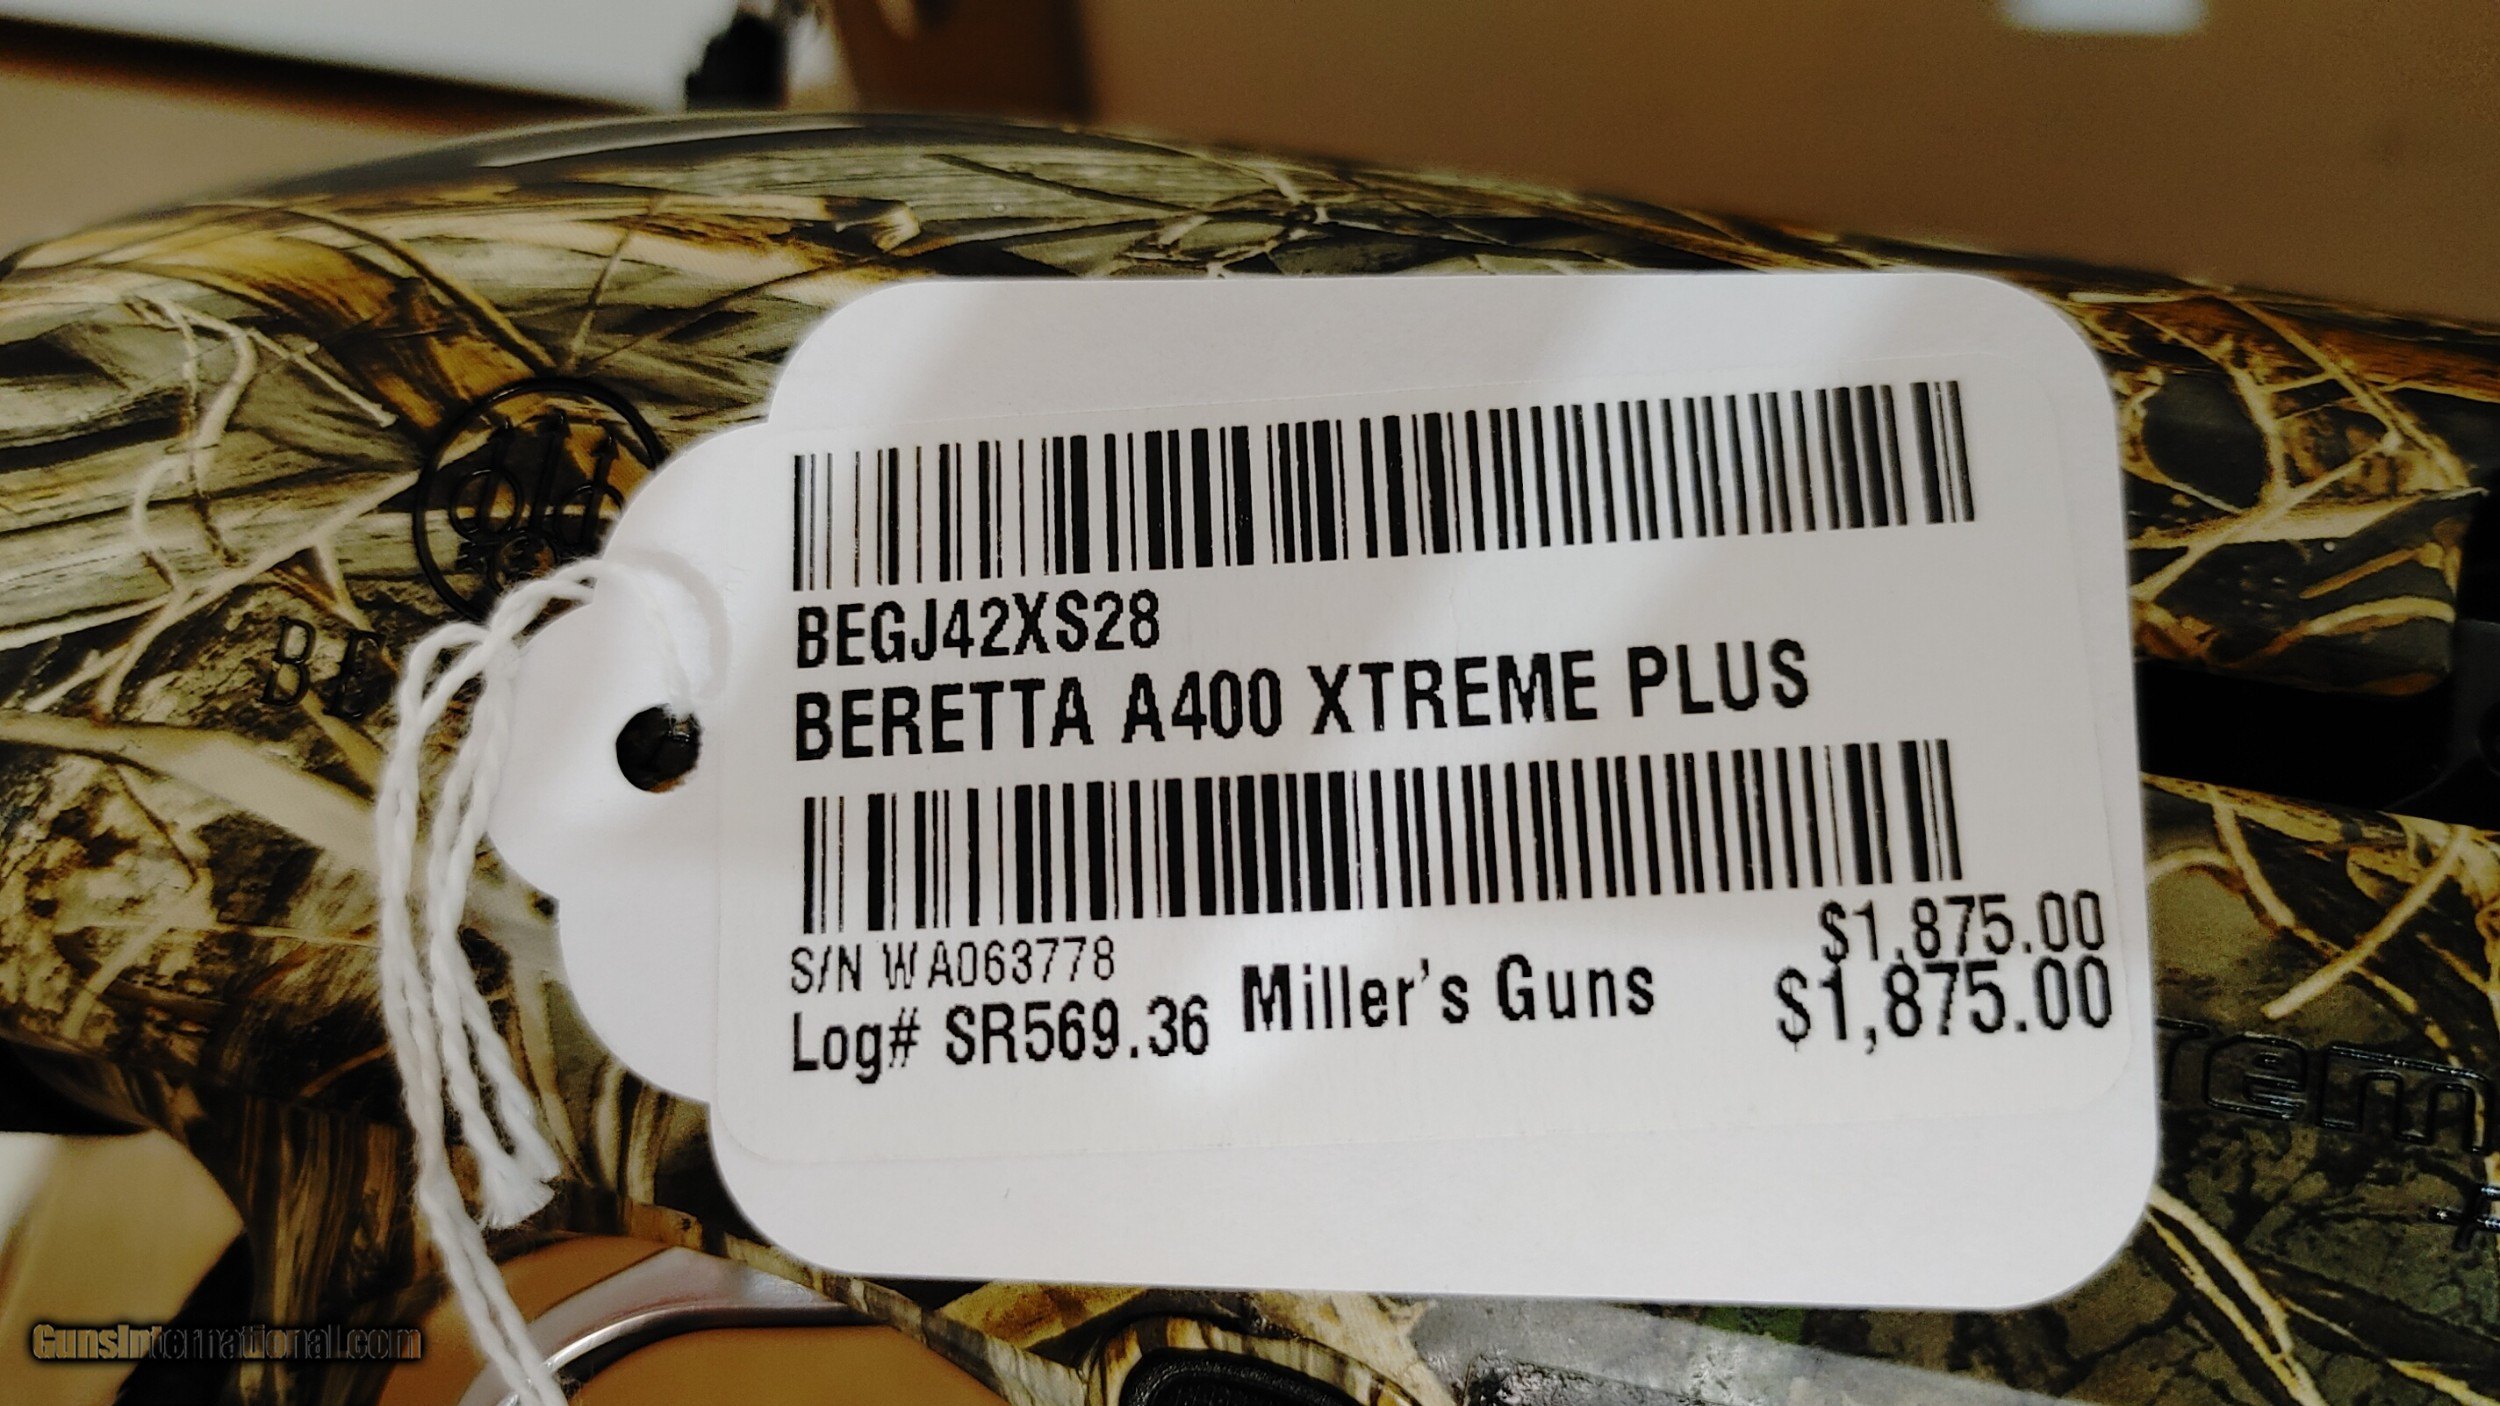 BEGJ42XS28
BERETTA A400 XTREME PLUS
S/N WA063778
$1,875.00
Log# SR569.36
Miller's Guns
$1,875.00
BE
GunsInternational.com